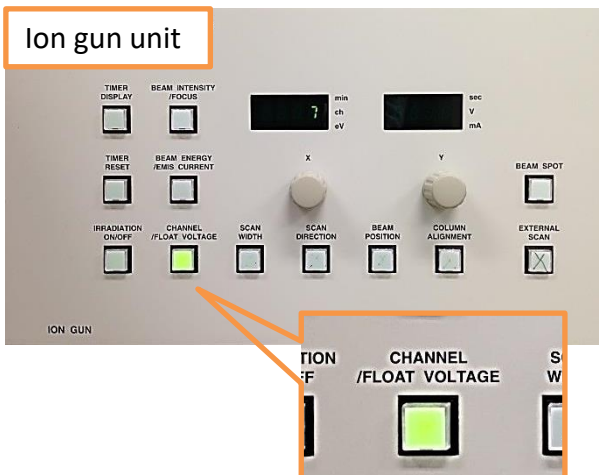 Ion gun unit
TIMER
DISPLAY
BEAM INTENSITY
/FOCUS
7
min
ch
eV
sec
V
mA
TIMER
RESET
BEAM ENERGY
/EMIS CURRENT
X
Y
BEAM SPOT
IRRADIATION
ON/OFF
CHANNEL
/FLOAT VOLTAGE
SCAN
WIDTH
SCAN
DIRECTION
BEAM
POSITION
COLUMN
ALIGNMENT
EXTERNAL
SCAN
X
ION GUN
TION
FF
CHANNEL
/FLOAT VOLTAGE
S
W